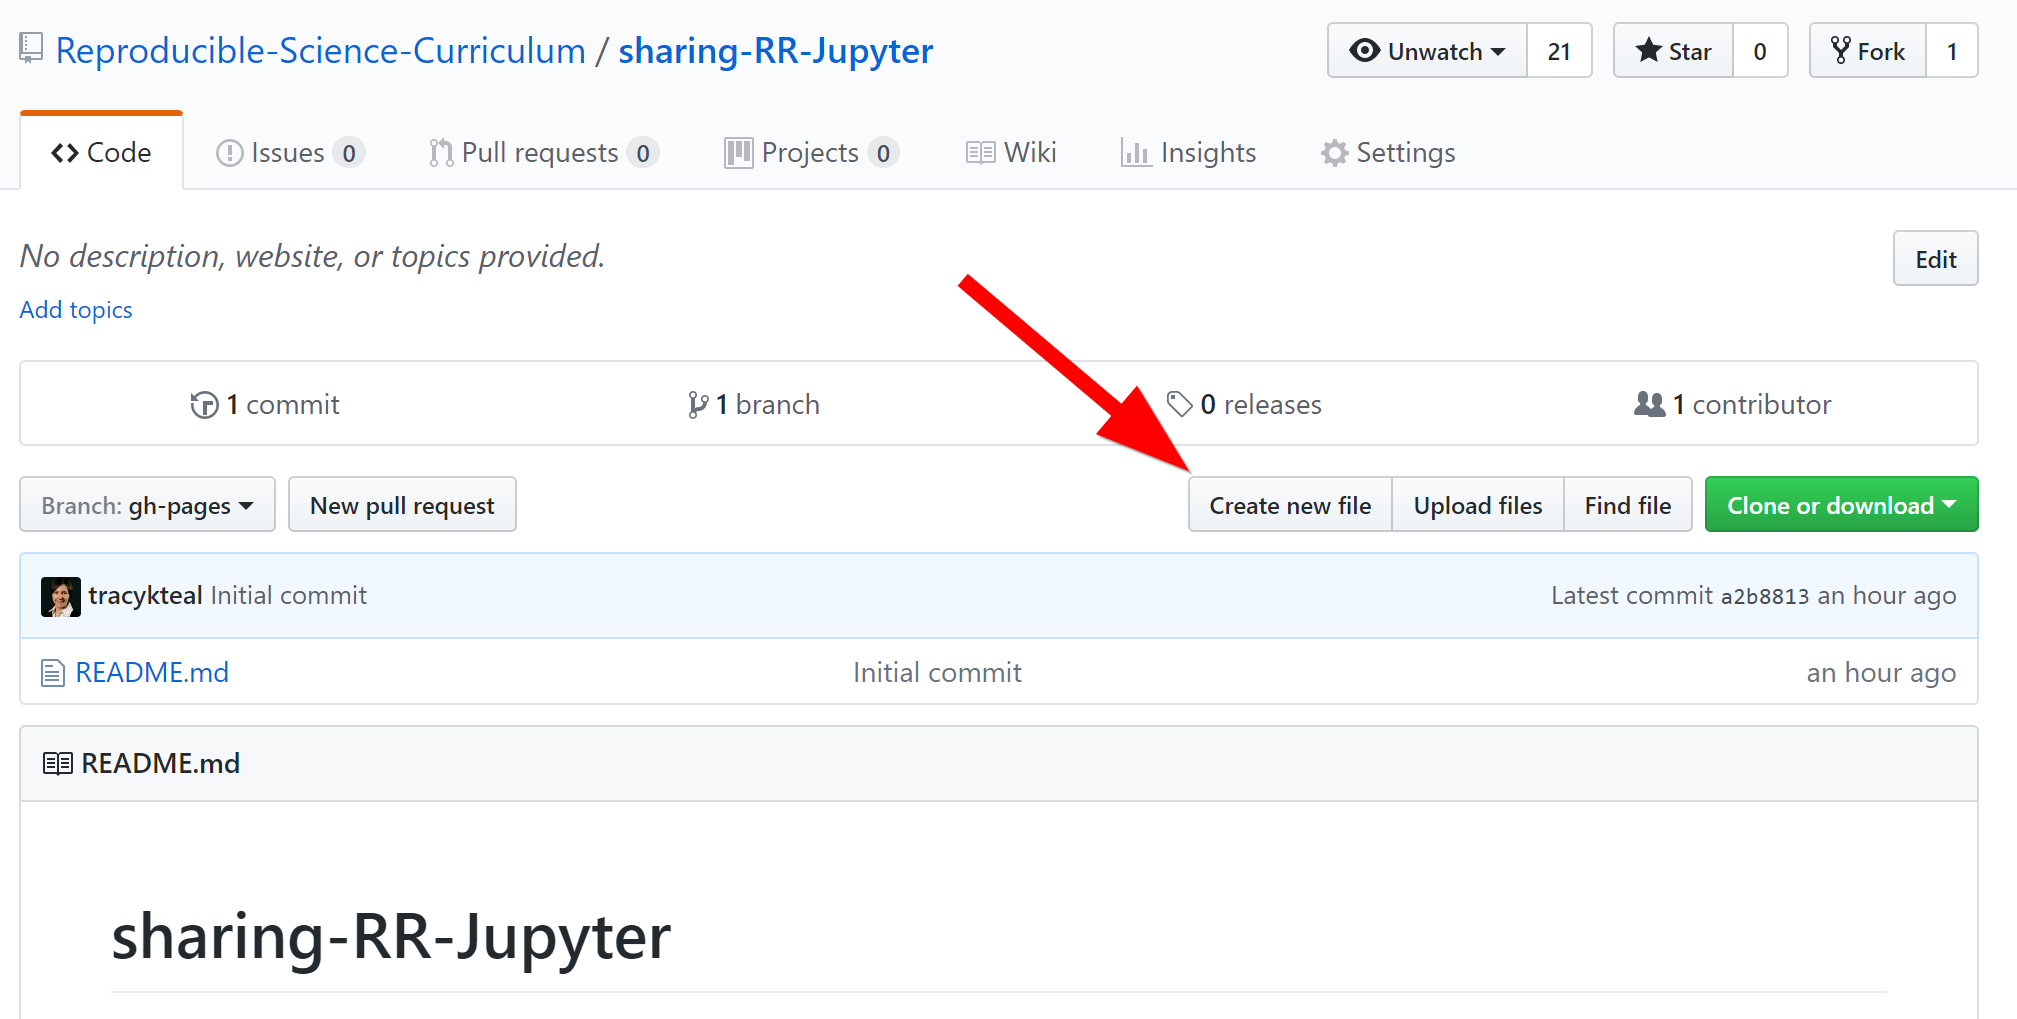 Reproducible-Science-Curriculum / sharing-RR-Jupyter
Unwatch 21 Star 0 Fork 1
Code Issues 0 Pull requests 0 Projects 0 Wiki Insights Settings
No description, website, or topics provided.
Edit
Add topics
1 commit 1 branch 0 releases 1 contributor
Branch: gh-pages New pull request Create new file Upload files Find file Clone or download
tracykteal Initial commit Latest commit a2b8813 an hour ago
README.md Initial commit an hour ago
README.md
sharing-RR-Jupyter